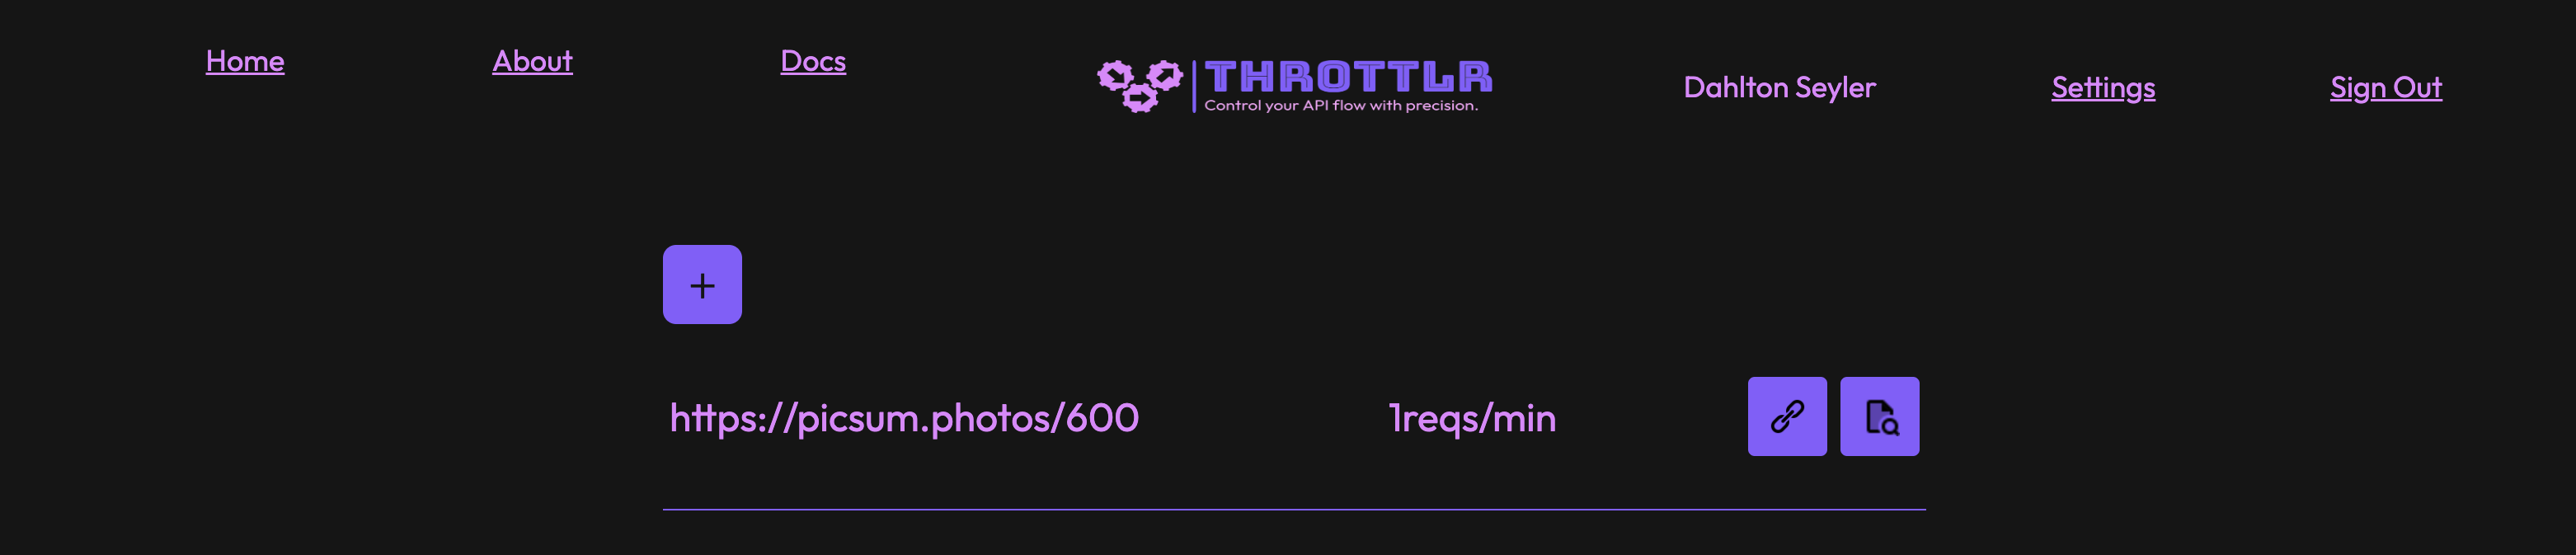 Home About Docs
THROTTLR
Control your API flow with precision.
Dahlton Seyler Settings Sign Out
+
https://picsum.photos/600 1reqs/min